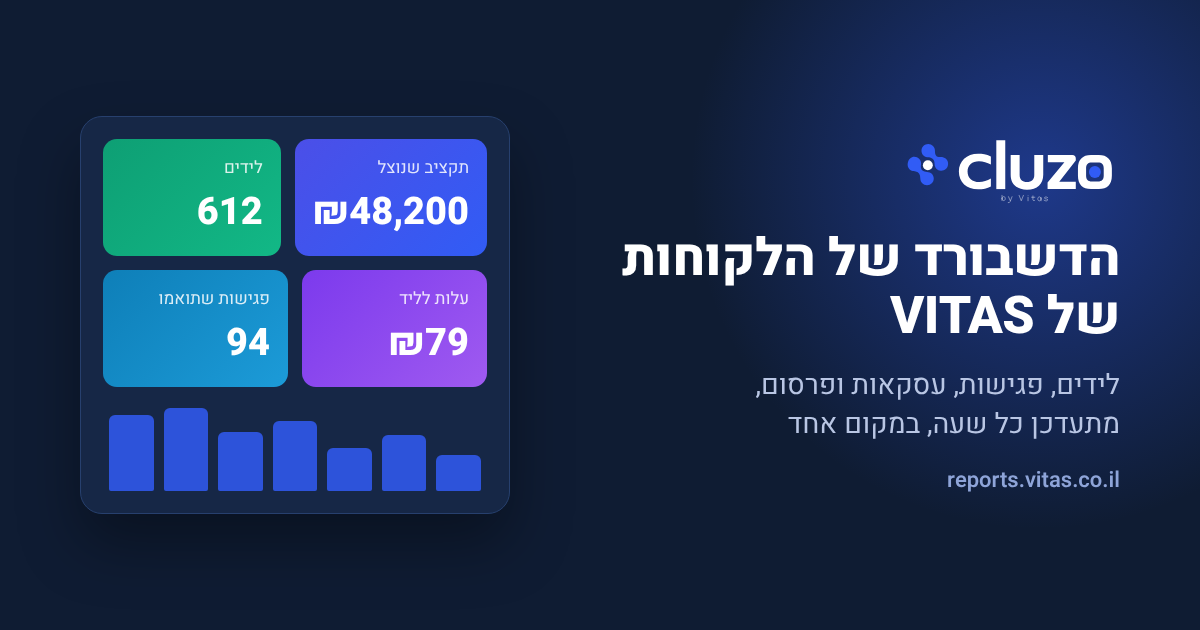 cluzo
by Vitas
הדשבורד של הלקוחות
של VITAS
לידים, פגישות, עסקאות ופרסום,
מתעדכן כל שעה, במקום אחד
reports.vitas.co.il
תקציב שנוצל
₪48,200
לידים
612
עלות לליד
₪79
פגישות שתואמו
94